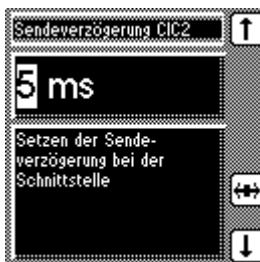 Sendeverzögerung CIC2
5 ms
Setzen der Sende-
verzögerung bei der
Schnittstelle